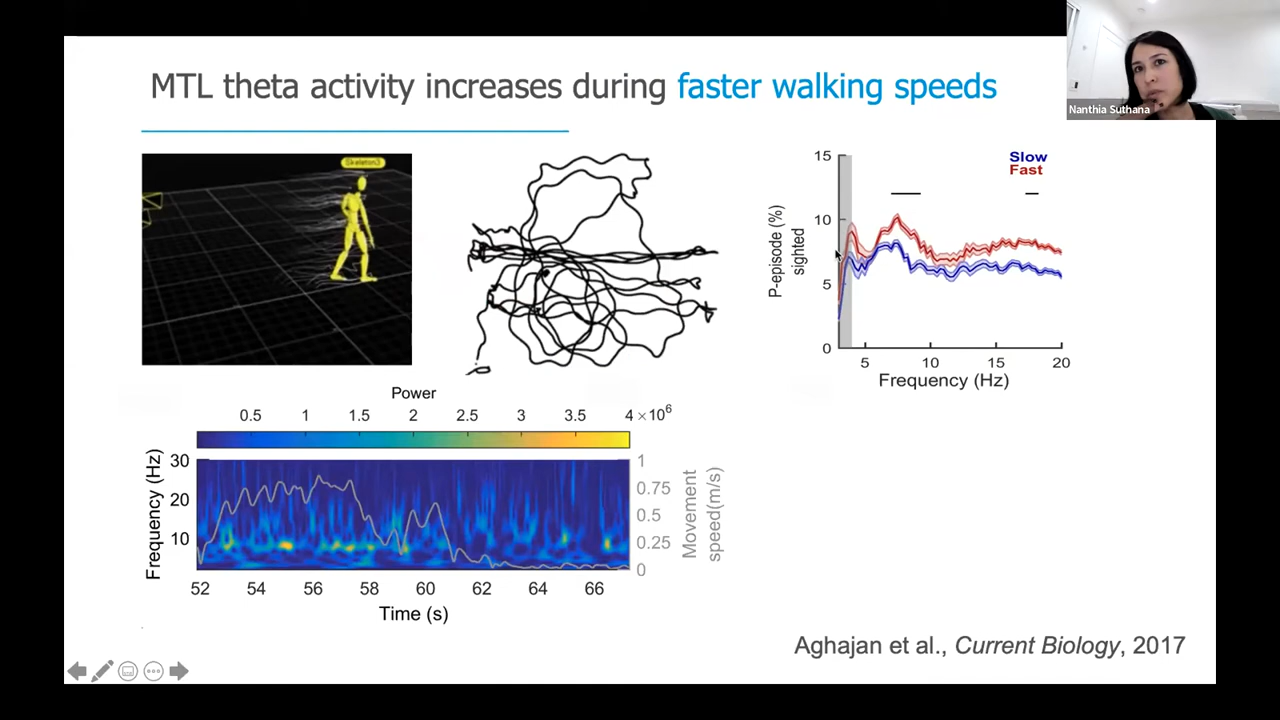 MTL theta activity increases during faster walking speeds
Nanthia Suthana
Skeleton3
Slow
Fast
15
10
5
0
P-episode (%)
sighted
5 10 15 20
Frequency (Hz)
Power
0.5 1 1.5 2 2.5 3 3.5 4 ×10⁶
Frequency (Hz)
30
20
10
1
0.75
0.5
0.25
0
Movement
speed(m/s)
52 54 56 58 60 62 64 66
Time (s)
Aghajan et al., Current Biology, 2017